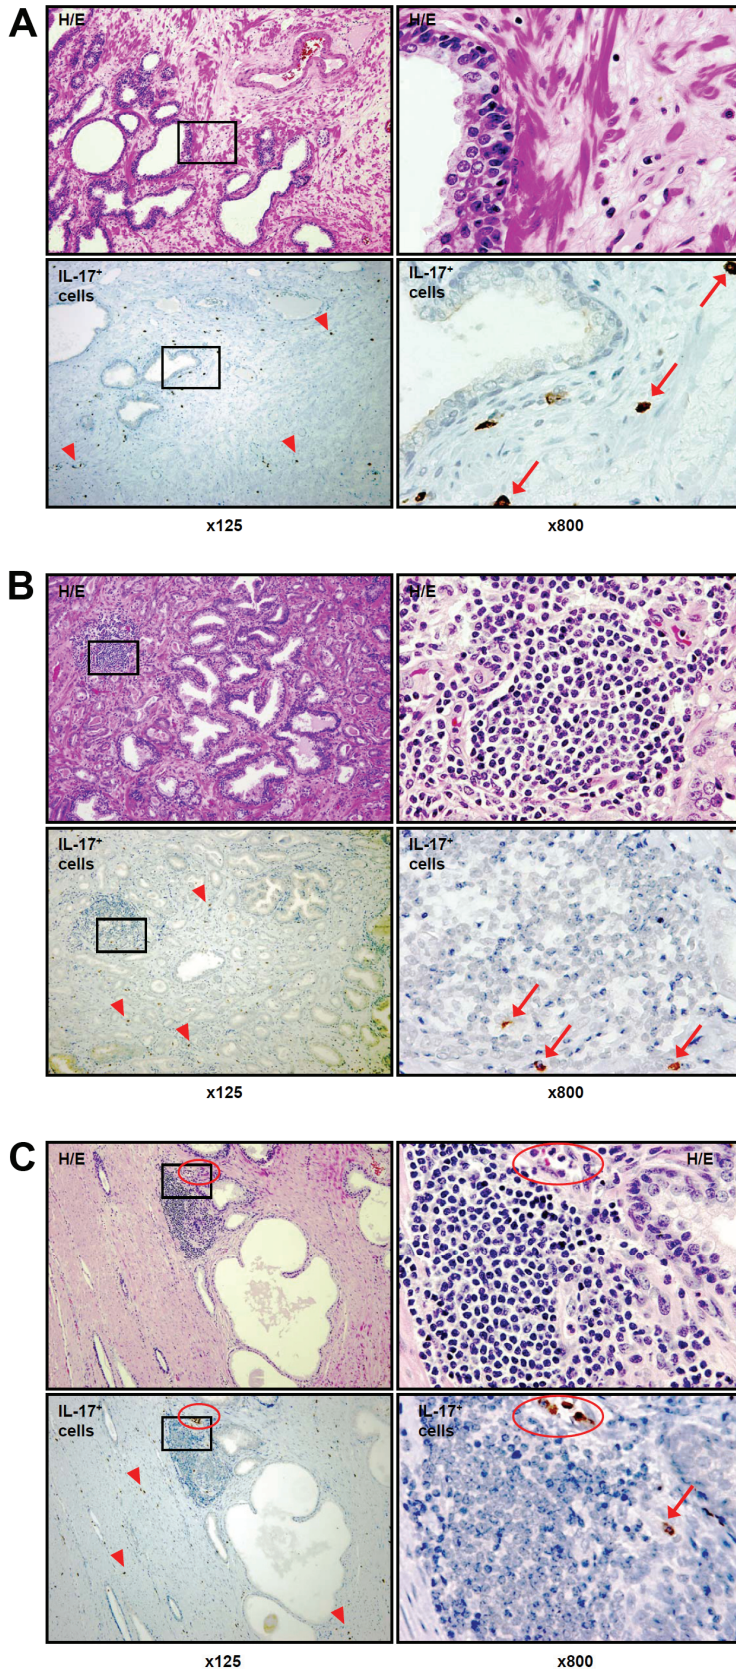 A
H/E
H/E
IL-17⁺
cells
IL-17⁺
cells
x125
x800
B
H/E
H/E
IL-17⁺
cells
IL-17⁺
cells
x125
x800
C
H/E
H/E
IL-17⁺
cells
IL-17⁺
cells
x125
x800